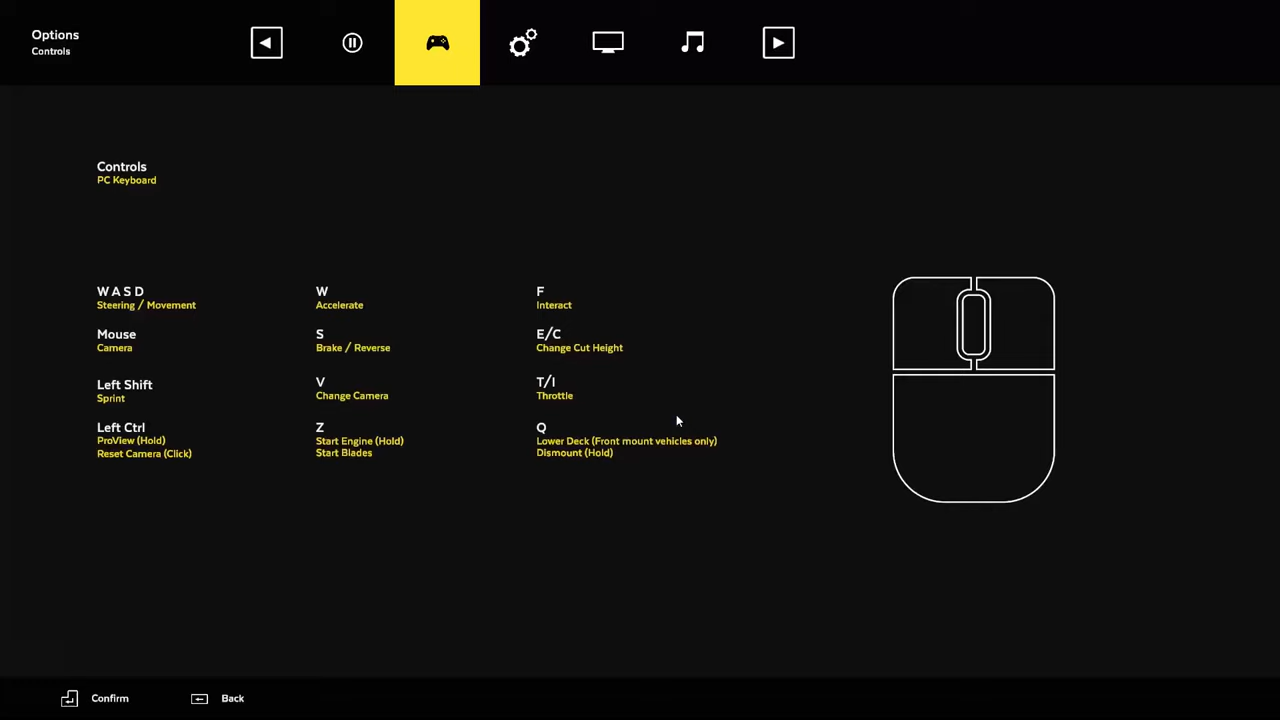 Options
Controls
Controls
PC Keyboard
W A S D
Steering / Movement
Mouse
Camera
Left Shift
Sprint
Left Ctrl
ProView (Hold)
Reset Camera (Click)
W
Accelerate
S
Brake / Reverse
V
Change Camera
Z
Start Engine (Hold)
Start Blades
F
Interact
E/C
Change Cut Height
T/I
Throttle
Q
Lower Deck (Front mount vehicles only)
Dismount (Hold)
Confirm
Back